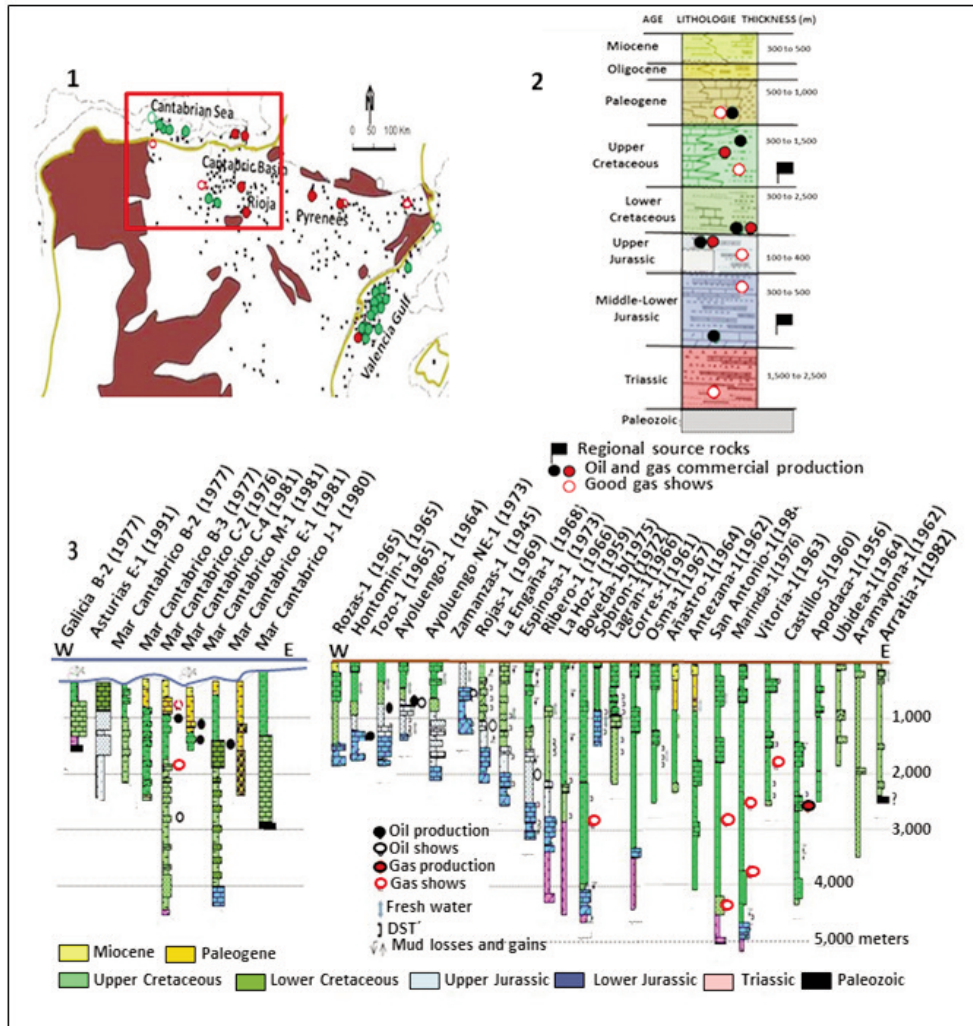 1
Cantabrian Sea
Cantabric Basin
Rioja
Pyrenees
Valencia Gulf
N
0 50 100 Km
2
AGE LITHOLOGIE THICKNESS (m)
Miocene 300 to 500
Oligocene
Paleogene 500 to 1,000
Upper Cretaceous 300 to 1,500
Lower Cretaceous 300 to 2,500
Upper Jurassic 100 to 400
Middle-Lower Jurassic 300 to 500
Triassic 1,500 to 2,500
Paleozoic
Regional source rocks
Oil and gas commercial production
Good gas shows
3
Galicia B-2 (1977)
Asturias E-1 (1991)
Mar Cantabrico B-2 (1977)
Mar Cantabrico B-3 (1977)
Mar Cantabrico C-2 (1976)
Mar Cantabrico C-4 (1981)
Mar Cantabrico M-1 (1981)
Mar Cantabrico E-1 (1981)
Mar Cantabrico J-1 (1980)
W E
Rozas-1 (1965)
Hontomin-1 (1965)
Tozo-1 (1965)
Ayoluengo-1 (1964)
Ayoluengo NE-1 (1973)
Zamanzas-1 (1945)
Rojas-1 (1969)
La Engaña-1 (1968)
Espinosa-1 (1973)
Ribero-1 (1966)
La Hoz-1 (1959)
Boveda-1b (1975)
Sobron-1 (1972)
Lagran-1 (1966)
Corres-1 (1961)
Osma-1 (1967)
Añastro-1 (1964)
Antezana-1 (1962)
San Antonio-1
Marinda-1 (1976)
Vitoria-1 (1963)
Castillo-5 (1960)
Apodaca-1 (1956)
Ubidea-1 (1964)
Aramayona-1 (1962)
Arratia-1 (1982)
W E
1,000
2,000
3,000
4,000
5,000 meters
Oil production
Oil shows
Gas production
Gas shows
Fresh water
DST´
Mud losses and gains
Miocene
Paleogene
Upper Cretaceous
Lower Cretaceous
Upper Jurassic
Lower Jurassic
Triassic
Paleozoic